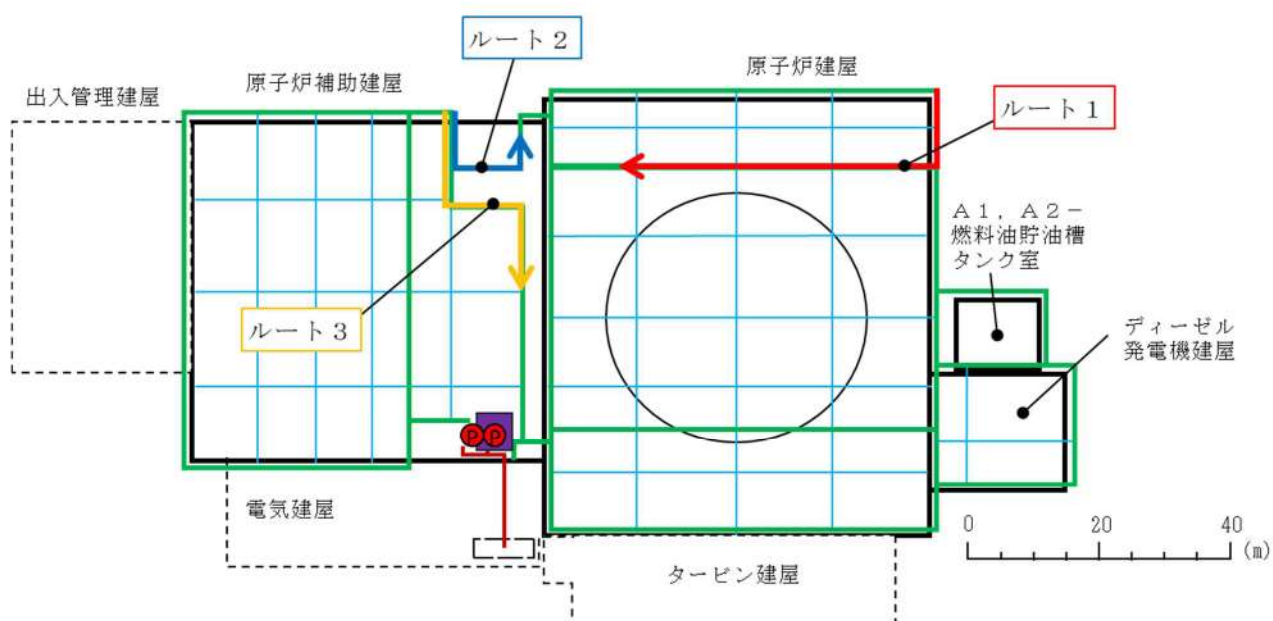 ルート2
原子炉補助建屋
原子炉建屋
出入管理建屋
ルート1
A1,A2-
燃料油貯油槽
タンク室
ルート3
ディーゼル
発電機建屋
P P
電気建屋
タービン建屋
0 20 40
(m)